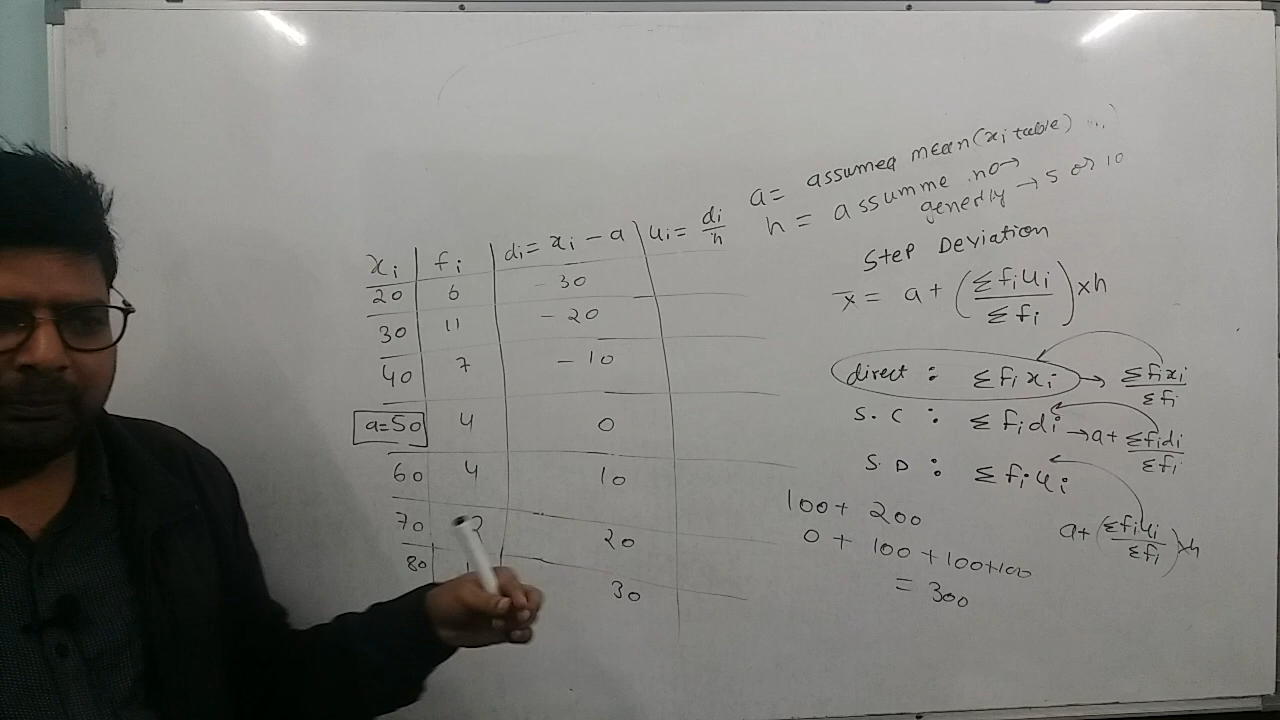 a = assumed mean (xi table)
h = assumme no →
generlly → 5 or 10
xi | fi | di = xi - a | ui = di/h
20 | 6 | -30
30 | 11 | -20
40 | 7 | -10
a=50 | 4 | 0
60 | 4 | 10
70 | 2 | 20
80 | 30
Step Deviation
x̄ = a + (Σfiui/Σfi) × h
direct : Σfixi → Σfixi/Σfi
S.C : Σfidi → a + Σfidi/Σfi
S.D : Σfiui
a + (Σfiui/Σfi) × h
100 + 200
0 + 100 + 100 + 100
= 300